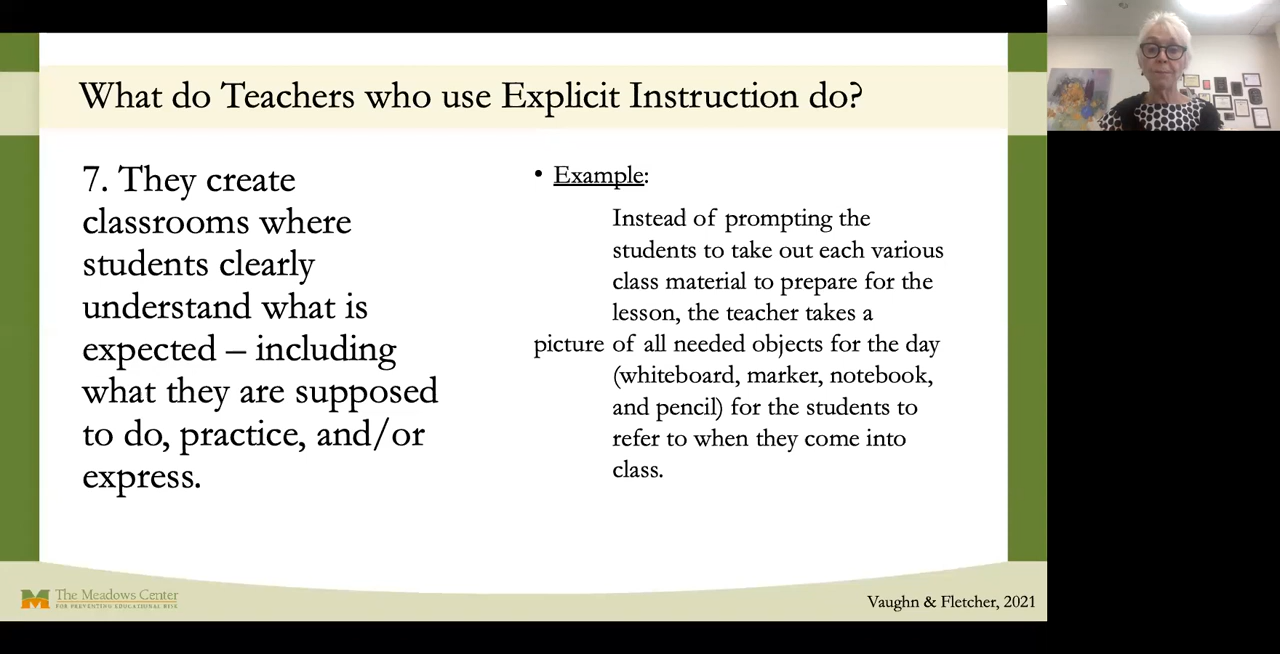 What do Teachers who use Explicit Instruction do?
7. They create
classrooms where
students clearly
understand what is
expected – including
what they are supposed
to do, practice, and/or
express.
• Example:
Instead of prompting the
students to take out each various
class material to prepare for the
lesson, the teacher takes a
picture of all needed objects for the day
(whiteboard, marker, notebook,
and pencil) for the students to
refer to when they come into
class.
The Meadows Center
FOR PREVENTING EDUCATIONAL RISK
Vaughn & Fletcher, 2021